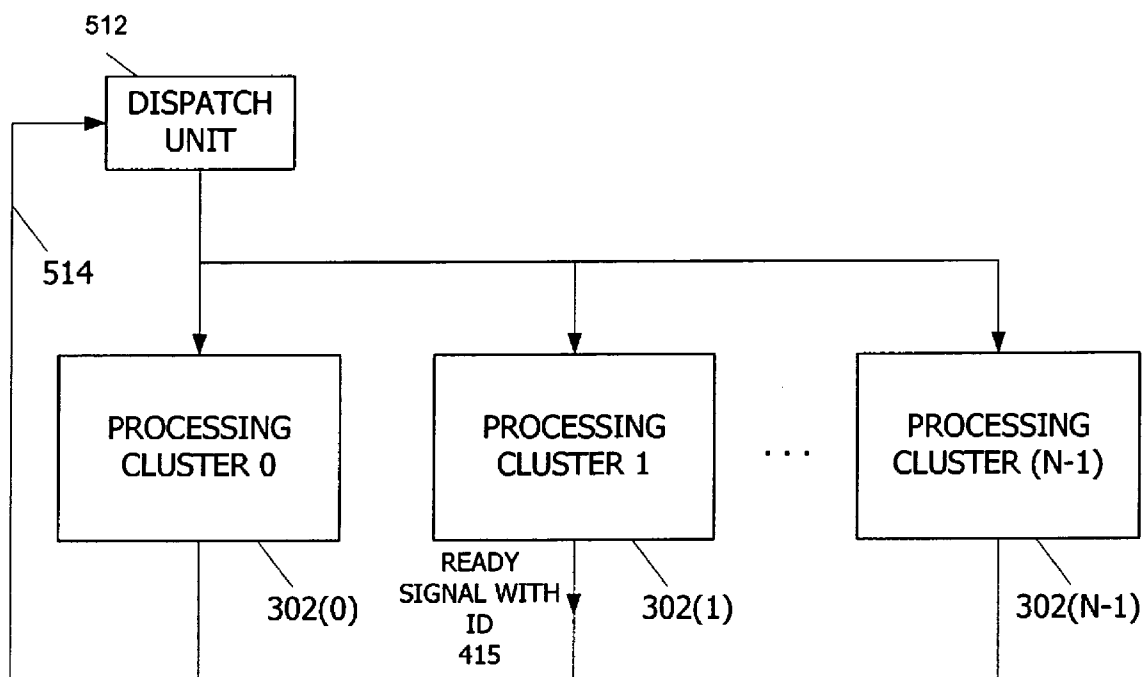 512
DISPATCH
UNIT
514
PROCESSING
CLUSTER 0
PROCESSING
CLUSTER 1
. . .
PROCESSING
CLUSTER (N-1)
READY
SIGNAL WITH
ID
415
302(0)
302(1)
302(N-1)